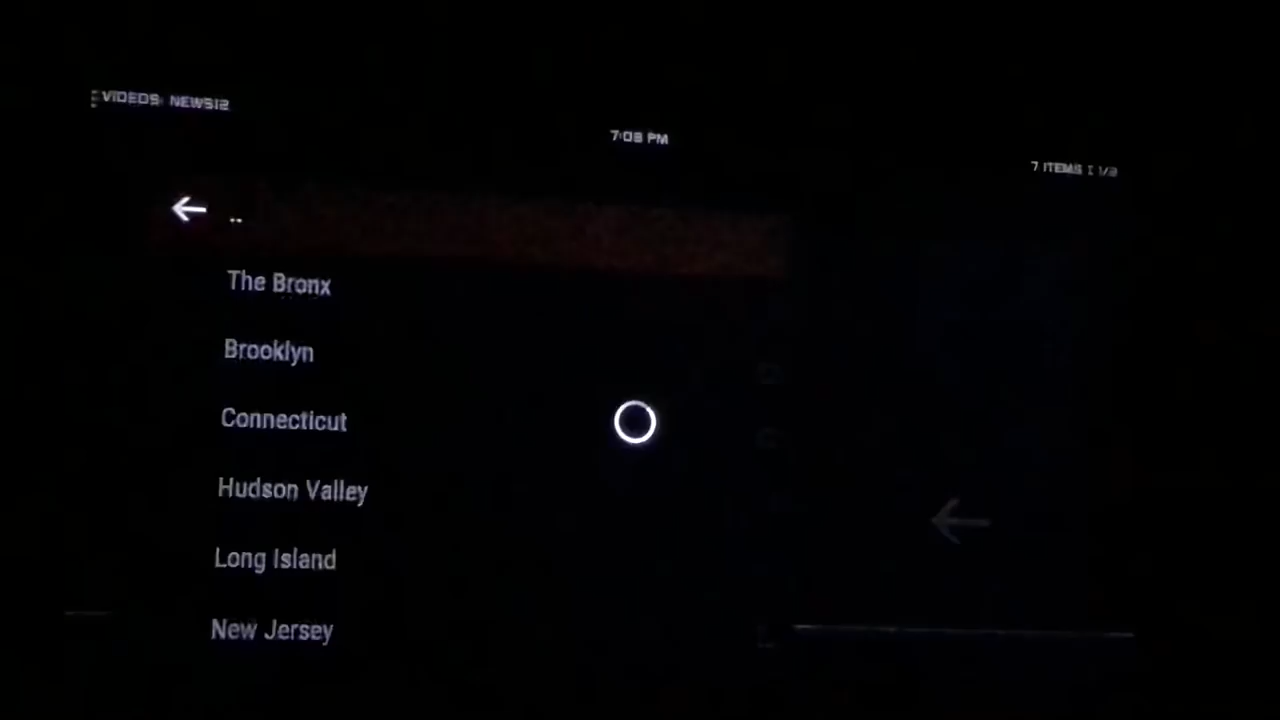 VIDEOS: NEWS12
7:08 PM
7 ITEMS
..
The Bronx
Brooklyn
Connecticut
Hudson Valley
Long Island
New Jersey